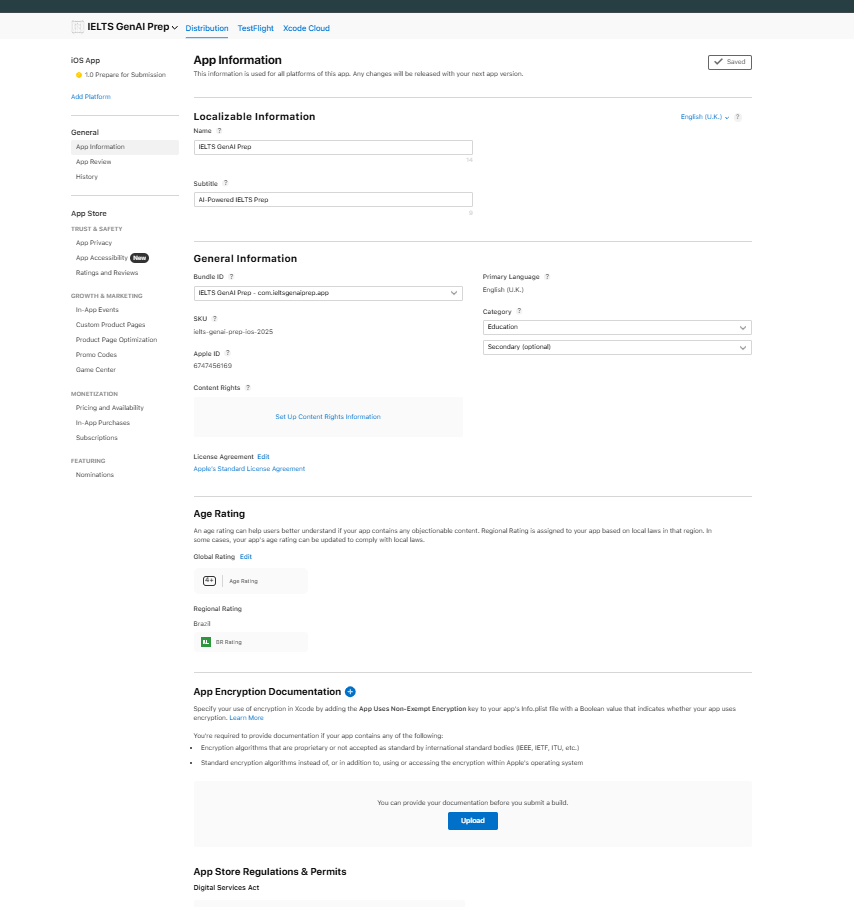 IELTS GenAI Prep Distribution TestFlight Xcode Cloud
iOS App
1.0 Prepare for Submission
Add Platform
General
App Information
App Review
History
App Store
TRUST & SAFETY
App Privacy
App Accessibility New
Ratings and Reviews
GROWTH & MARKETING
In-App Events
Custom Product Pages
Product Page Optimization
Promo Codes
Game Center
MONETIZATION
Pricing and Availability
In-App Purchases
Subscriptions
FEATURING
Nominations
App Information
Saved
This information is used for all platforms of this app. Any changes will be released with your next app version.
Localizable Information
English (U.K.) ?
Name ?
IELTS GenAI Prep
14
Subtitle ?
AI-Powered IELTS Prep
9
General Information
Bundle ID ?
IELTS GenAI Prep - com.ieltsgenaiprep.app
SKU ?
ielts-genai-prep-ios-2025
Apple ID ?
6747456169
Content Rights ?
Set Up Content Rights Information
License Agreement Edit
Apple's Standard License Agreement
Primary Language ?
English (U.K.)
Category ?
Education
Secondary (optional)
Age Rating
An age rating can help users better understand if your app contains any objectionable content. Regional Rating is assigned to your app based on local laws in that region. In
some cases, your app's age rating can be updated to comply with local laws.
Global Rating Edit
4+ Age Rating
Regional Rating
Brazil
BR Rating
App Encryption Documentation
Specify your use of encryption in Xcode by adding the App Uses Non-Exempt Encryption key to your app's Info.plist file with a Boolean value that indicates whether your app uses
encryption. Learn More
You're required to provide documentation if your app contains any of the following:
• Encryption algorithms that are proprietary or not accepted as standard by international standard bodies (IEEE, IETF, ITU, etc.)
• Standard encryption algorithms instead of, or in addition to, using or accessing the encryption within Apple's operating system
You can provide your documentation before you submit a build.
Upload
App Store Regulations & Permits
Digital Services Act